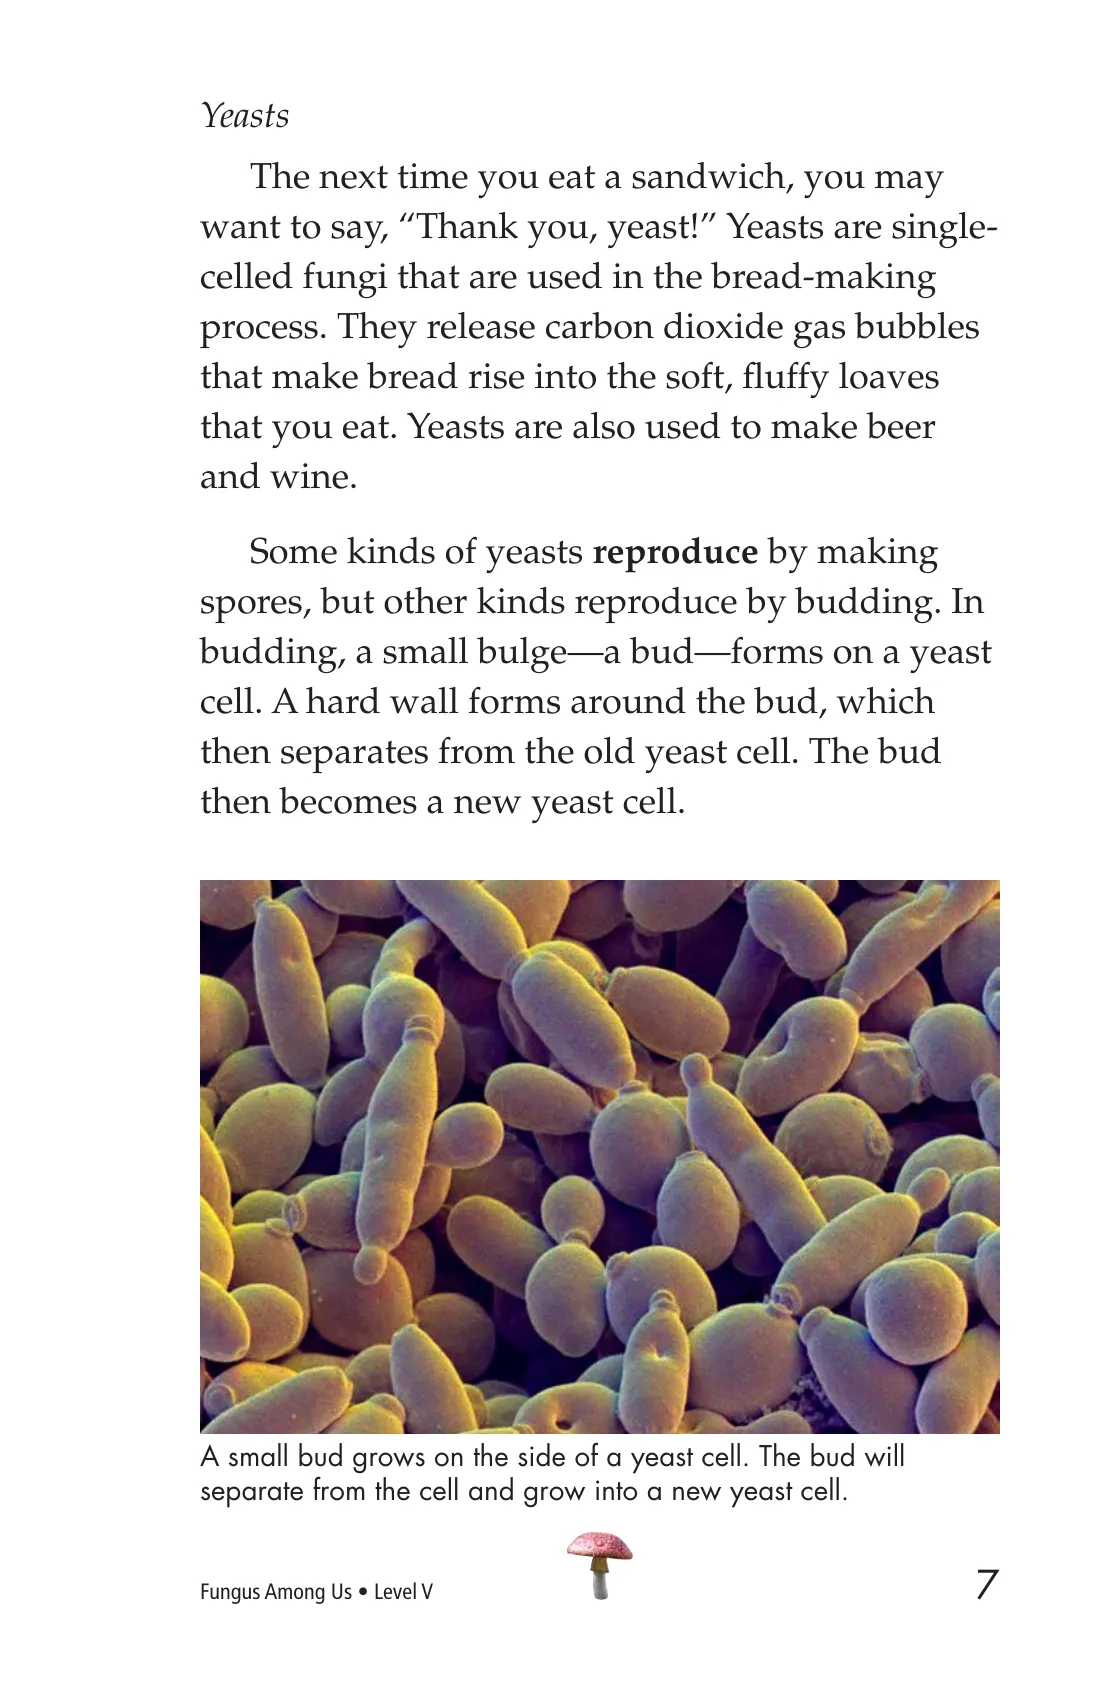 Yeasts
The next time you eat a sandwich, you may
want to say, “Thank you, yeast!” Yeasts are single-
celled fungi that are used in the bread-making
process. They release carbon dioxide gas bubbles
that make bread rise into the soft, fluffy loaves
that you eat. Yeasts are also used to make beer
and wine.
Some kinds of yeasts reproduce by making
spores, but other kinds reproduce by budding. In
budding, a small bulge—a bud—forms on a yeast
cell. A hard wall forms around the bud, which
then separates from the old yeast cell. The bud
then becomes a new yeast cell.
A small bud grows on the side of a yeast cell. The bud will
separate from the cell and grow into a new yeast cell.
Fungus Among Us • Level V
7